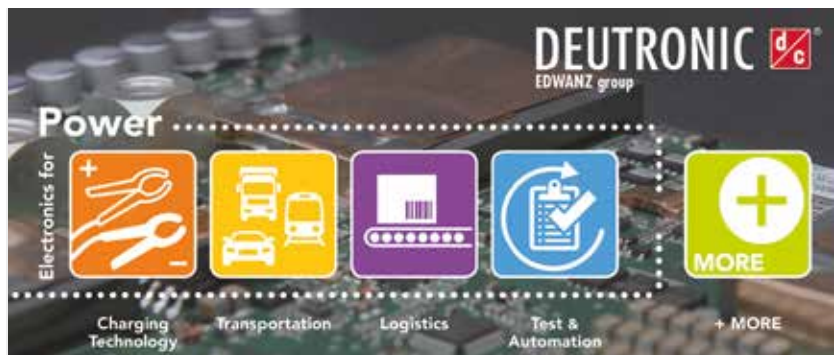 DEUTRONIC d/c®
EDWANZ group
Power
Electronics for
+
–
MORE
Charging
Technology
Transportation
Logistics
Test &
Automation
+ MORE